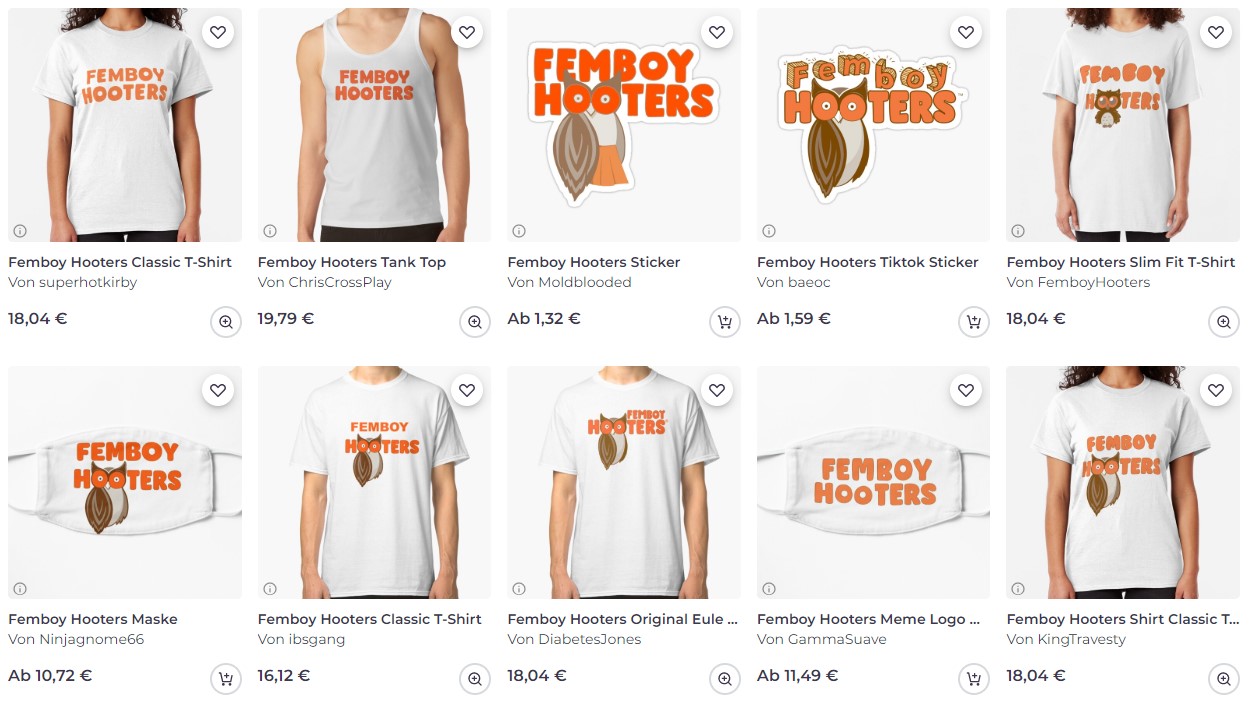 FEMBOY
HOOTERS
FEMBOY
HOOTERS
FEMBOY
HOOTERS
Femboy
HOOTERS
™
FEMBOY
HOOTERS
Femboy Hooters Classic T-Shirt
Von superhotkirby
18,04 €
Femboy Hooters Tank Top
Von ChrisCrossPlay
19,79 €
Femboy Hooters Sticker
Von Moldblooded
Ab 1,32 €
Femboy Hooters Tiktok Sticker
Von baeoc
Ab 1,59 €
Femboy Hooters Slim Fit T-Shirt
Von FemboyHooters
18,04 €
FEMBOY
HOOTERS
FEMBOY
HOOTERS
FEMBOY
HOOTERS
FEMBOY
HOOTERS
FEMBOY
HOOTERS
Femboy Hooters Maske
Von Ninjagnome66
Ab 10,72 €
Femboy Hooters Classic T-Shirt
Von ibsgang
16,12 €
Femboy Hooters Original Eule ...
Von DiabetesJones
18,04 €
Femboy Hooters Meme Logo ...
Von GammaSuave
Ab 11,49 €
Femboy Hooters Shirt Classic T...
Von KingTravesty
18,04 €